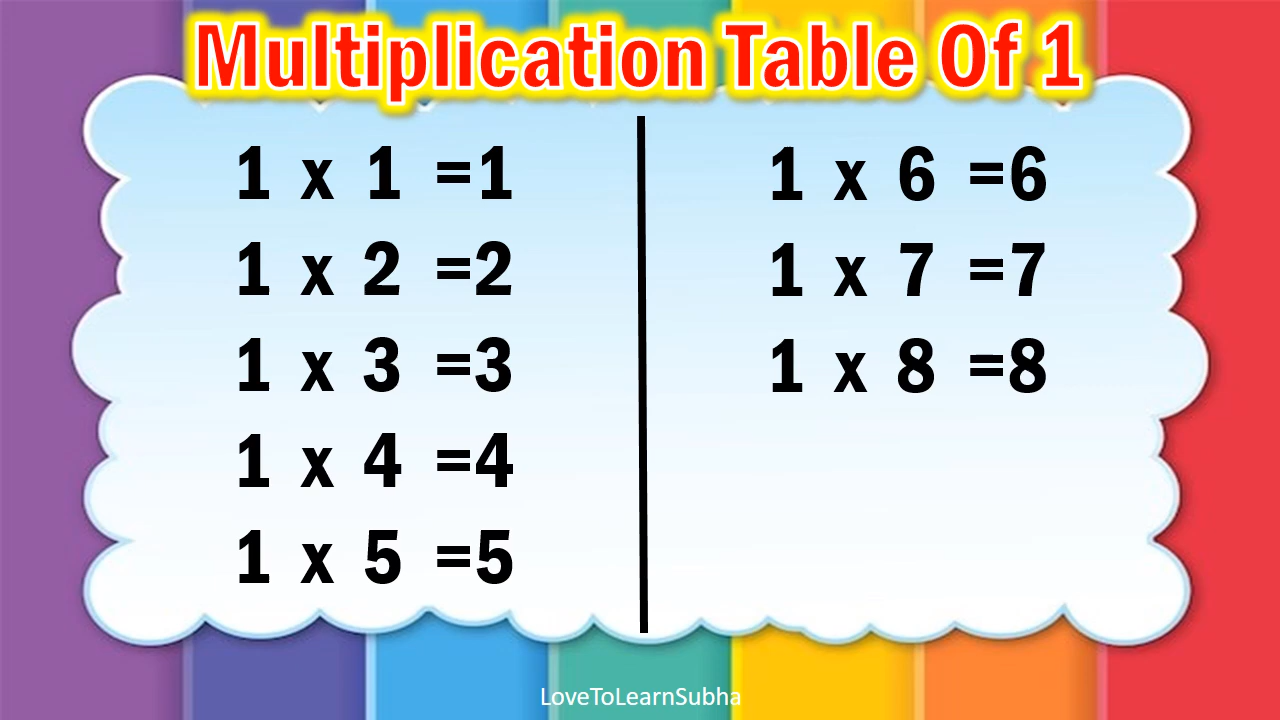 Multiplication Table Of 1
1 x 1 =1
1 x 2 =2
1 x 3 =3
1 x 4 =4
1 x 5 =5
1 x 6 =6
1 x 7 =7
1 x 8 =8
LoveToLearnSubha